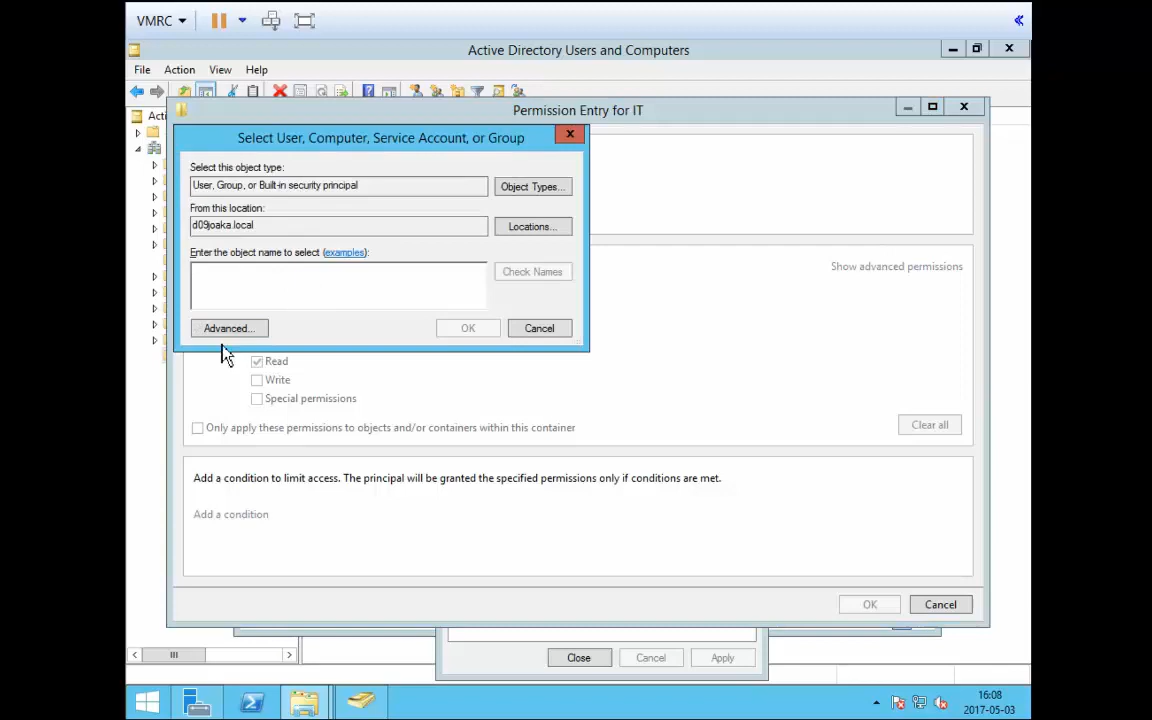 VMRC
Active Directory Users and Computers
File Action View Help
Permission Entry for IT
Acti
Select User, Computer, Service Account, or Group
Select this object type:
User, Group, or Built-in security principal
Object Types...
From this location:
d09joaka.local
Locations...
Enter the object name to select (examples):
Check Names
Show advanced permissions
Advanced...
OK
Cancel
Read
Write
Special permissions
Only apply these permissions to objects and/or containers within this container
Clear all
Add a condition to limit access. The principal will be granted the specified permissions only if conditions are met.
Add a condition
OK
Cancel
Close
Cancel
Apply
16:08
2017-05-03